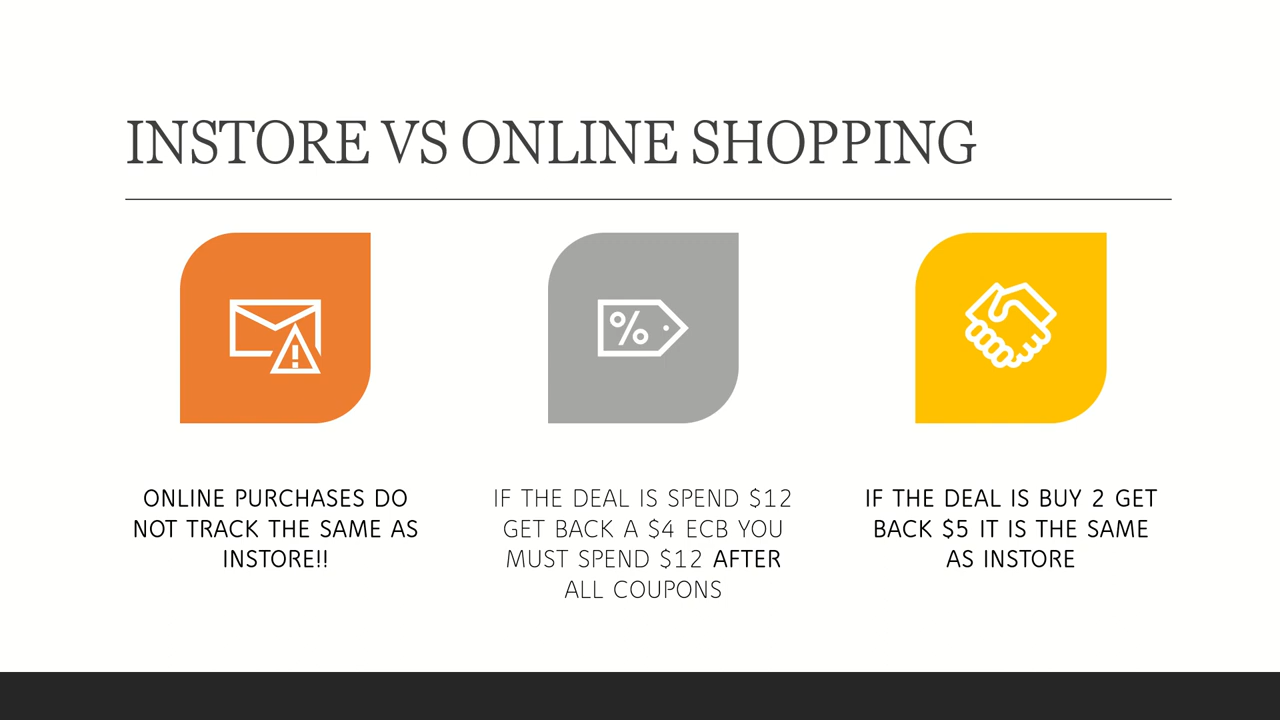 INSTORE VS ONLINE SHOPPING
%
!
ONLINE PURCHASES DO
NOT TRACK THE SAME AS
INSTORE!!
IF THE DEAL IS SPEND $12
GET BACK A $4 ECB YOU
MUST SPEND $12 AFTER
ALL COUPONS
IF THE DEAL IS BUY 2 GET
BACK $5 IT IS THE SAME
AS INSTORE